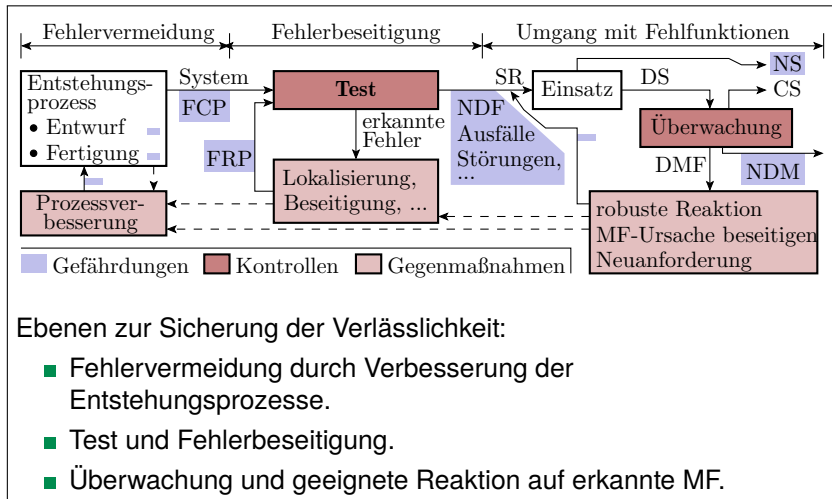 Fehlervermeidung
Fehlerbeseitigung
Umgang mit Fehlfunktionen
Entstehungs-
prozess
• Entwurf
• Fertigung
System
FCP
Test
FRP
erkannte
Fehler
Lokalisierung,
Beseitigung, ...
Prozessver-
besserung
NDF
Ausfälle
Störungen,
...
SR
Einsatz
DS
NS
CS
Überwachung
DMF
NDM
robuste Reaktion
MF-Ursache beseitigen
Neuanforderung
Gefährdungen
Kontrollen
Gegenmaßnahmen
Ebenen zur Sicherung der Verlässlichkeit:
Fehlervermeidung durch Verbesserung der
Entstehungsprozesse.
Test und Fehlerbeseitigung.
Überwachung und geeignete Reaktion auf erkannte MF.